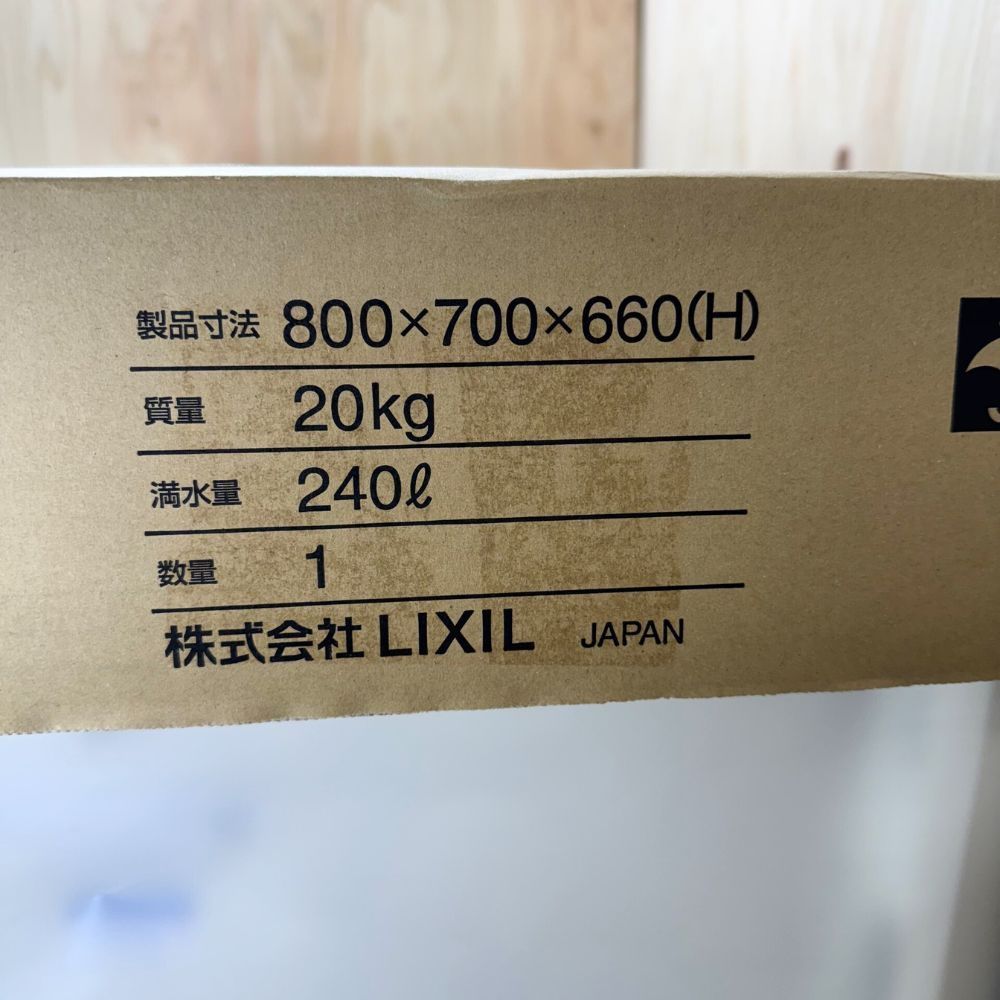 製品寸法 800×700×660(H)
質量 20kg
満水量 240ℓ
数量 1
株式会社 LIXIL JAPAN